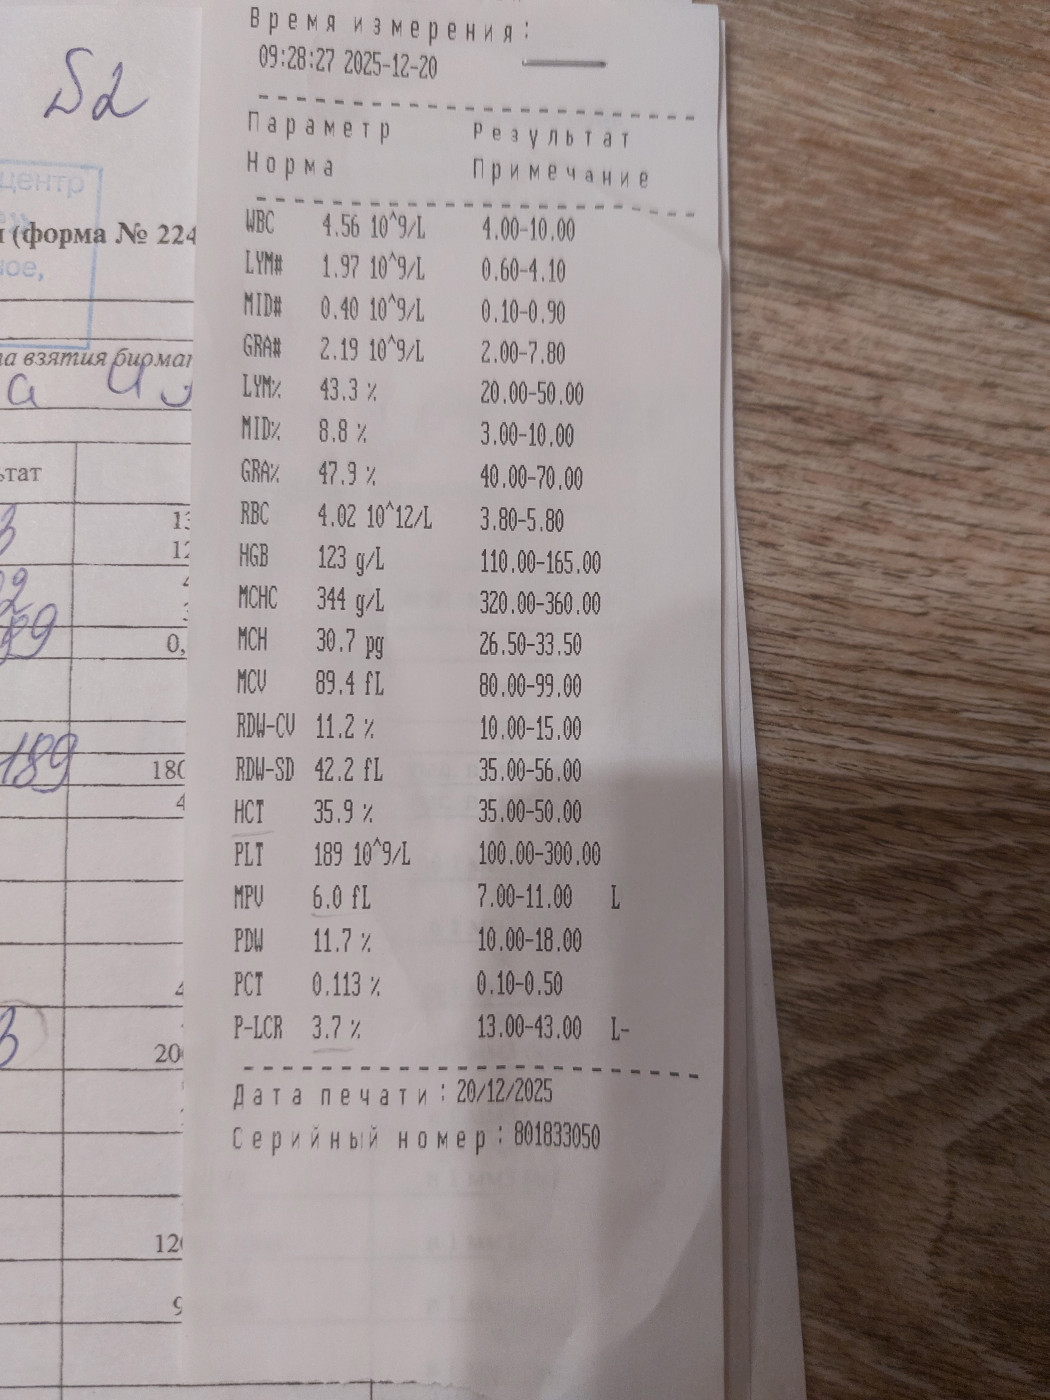 Время измерения:
09:28:27 2025-12-20
Параметр Результат
Норма Примечание
WBC 4.56 10^9/L 4.00-10.00
LYM# 1.97 10^9/L 0.60-4.10
MID# 0.40 10^9/L 0.10-0.90
GRA# 2.19 10^9/L 2.00-7.80
LYM% 43.3 % 20.00-50.00
MID% 8.8 % 3.00-10.00
GRA% 47.9 % 40.00-70.00
RBC 4.02 10^12/L 3.80-5.80
HGB 123 g/L 110.00-165.00
MCHC 344 g/L 320.00-360.00
MCH 30.7 pg 26.50-33.50
MCV 89.4 fL 80.00-99.00
RDW-CV 11.2 % 10.00-15.00
RDW-SD 42.2 fL 35.00-56.00
HCT 35.9 % 35.00-50.00
PLT 189 10^9/L 100.00-300.00
MPV 6.0 fL 7.00-11.00 L
PDW 11.7 % 10.00-18.00
PCT 0.113 % 0.10-0.50
P-LCR 3.7 % 13.00-43.00 L-
Дата печати: 20/12/2025
Серийный номер: 801833050
центр
(форма № 224
взятия
189 180